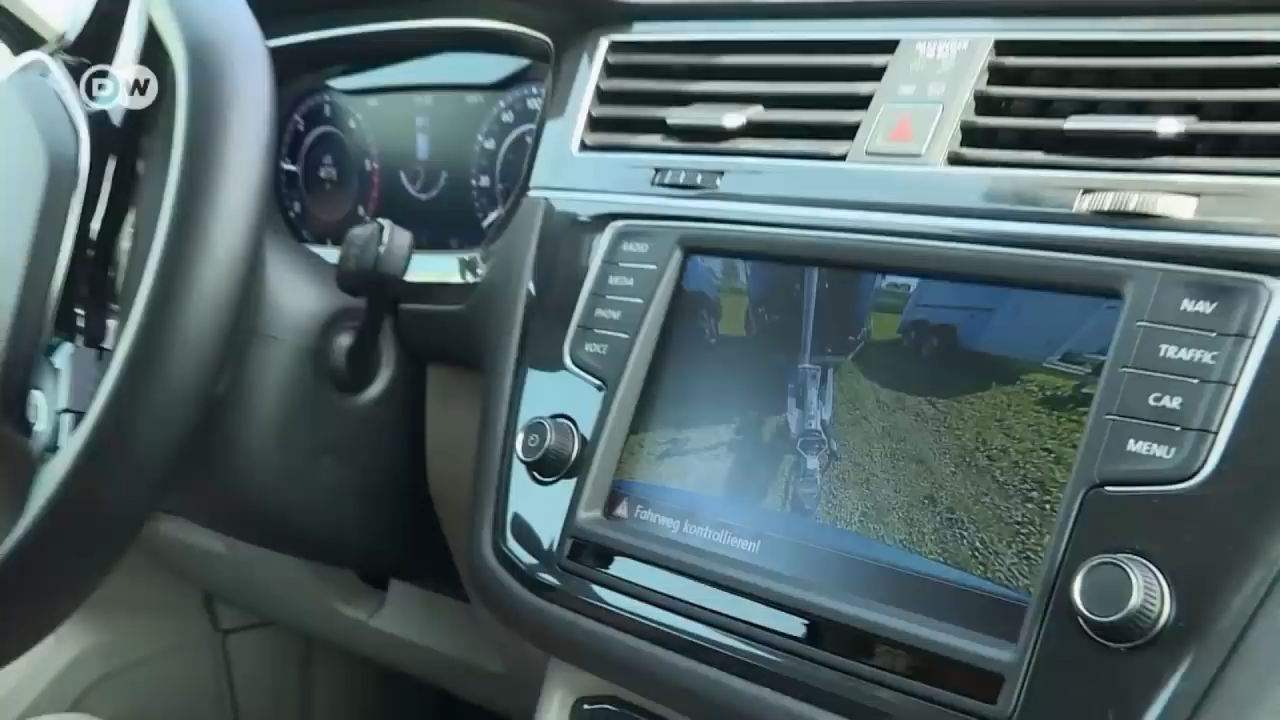 DW
RADIO
MEDIA
PHONE
VOICE
NAV
TRAFFIC
CAR
MENU
Fahrweg kontrollieren!